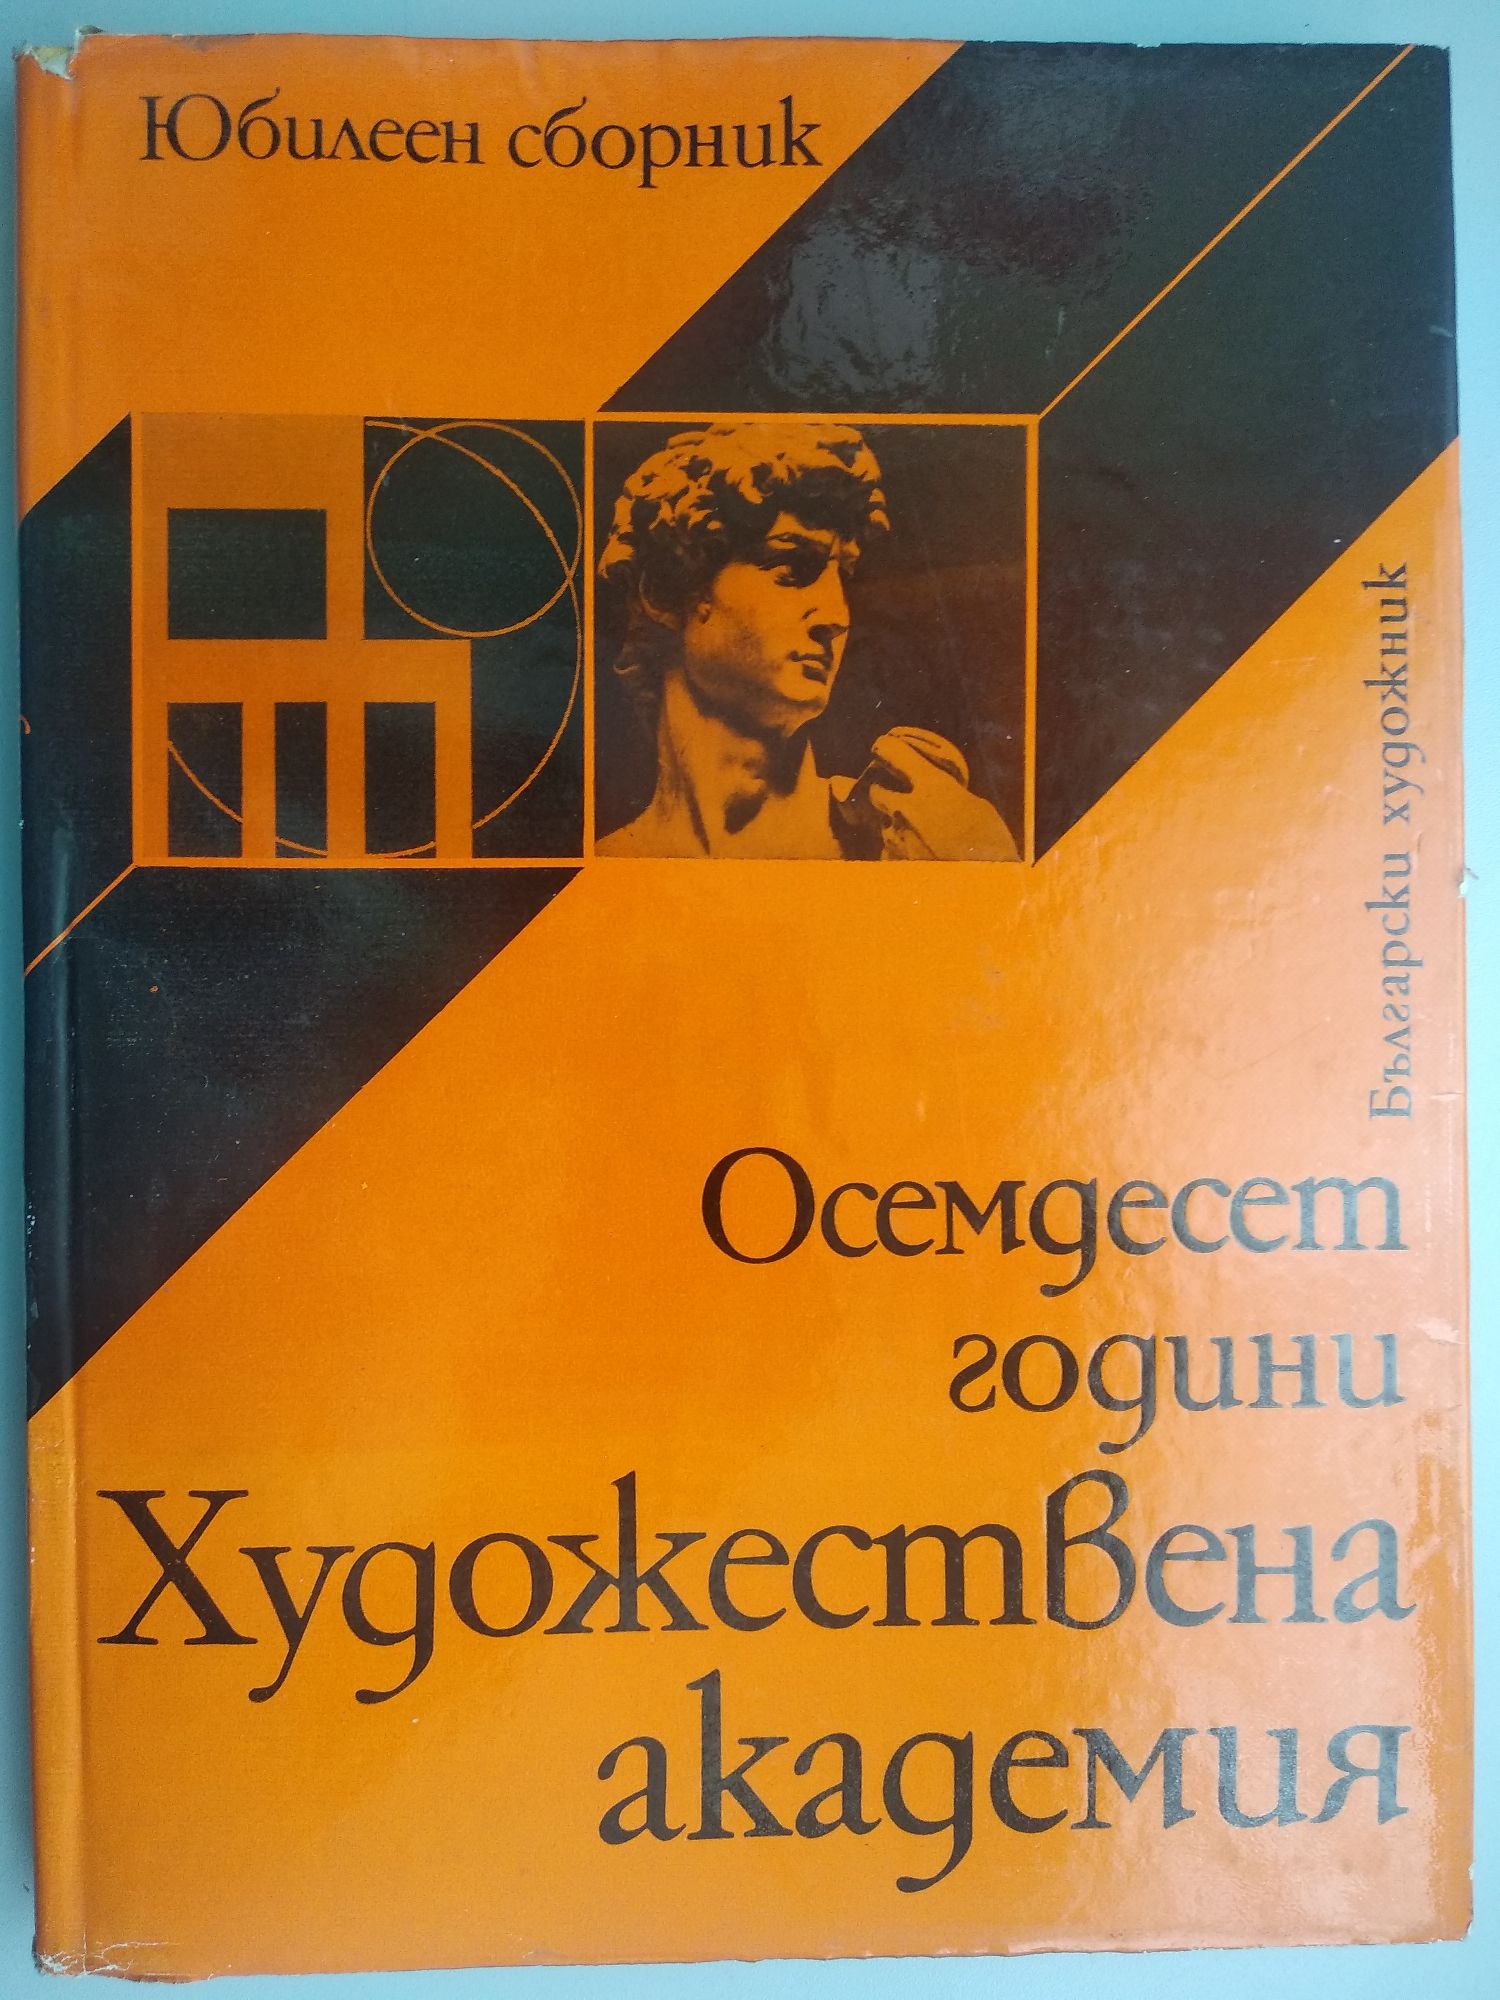 Юбилеен сборник
Български художник
Осемдесет
години
Художествена
академия